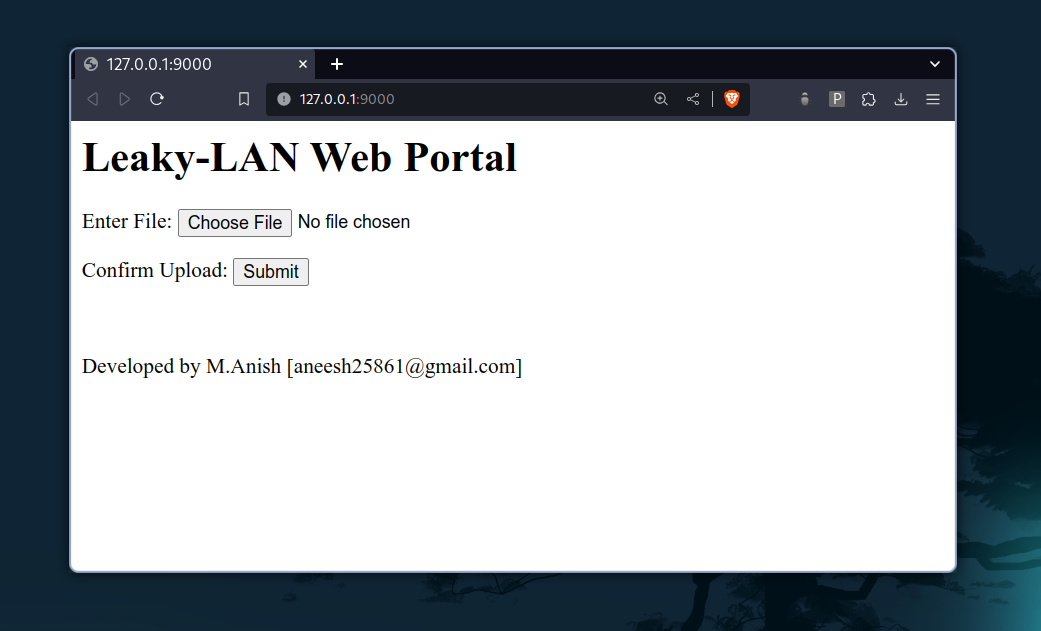 127.0.0.1:9000
127.0.0.1:9000
P
Leaky-LAN Web Portal
Enter File: Choose File No file chosen
Confirm Upload: Submit
Developed by M.Anish [aneesh25861@gmail.com]